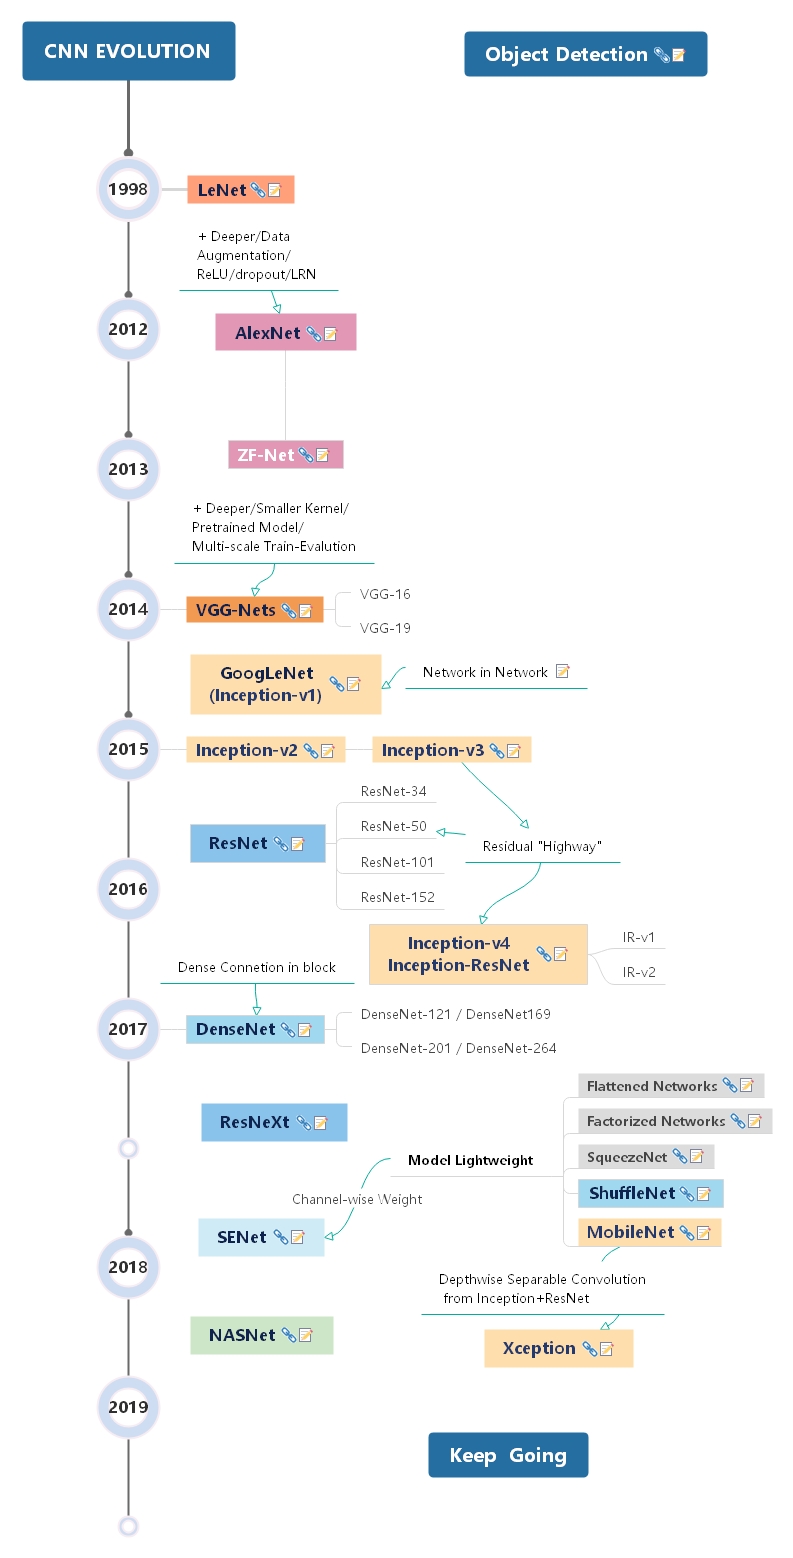 CNN EVOLUTION
Object Detection
1998
LeNet
+ Deeper/Data
Augmentation/
ReLU/dropout/LRN
2012
AlexNet
ZF-Net
2013
+ Deeper/Smaller Kernel/
Pretrained Model/
Multi-scale Train-Evalution
2014
VGG-Nets
VGG-16
VGG-19
GoogLeNet
(Inception-v1)
Network in Network
2015
Inception-v2
Inception-v3
ResNet
ResNet-34
ResNet-50
ResNet-101
ResNet-152
Residual "Highway"
2016
Inception-v4
Inception-ResNet
IR-v1
IR-v2
Dense Connetion in block
2017
DenseNet
DenseNet-121 / DenseNet169
DenseNet-201 / DenseNet-264
ResNeXt
Model Lightweight
Flattened Networks
Factorized Networks
SqueezeNet
ShuffleNet
MobileNet
Channel-wise Weight
SENet
2018
Depthwise Separable Convolution
from Inception+ResNet
NASNet
Xception
2019
Keep Going